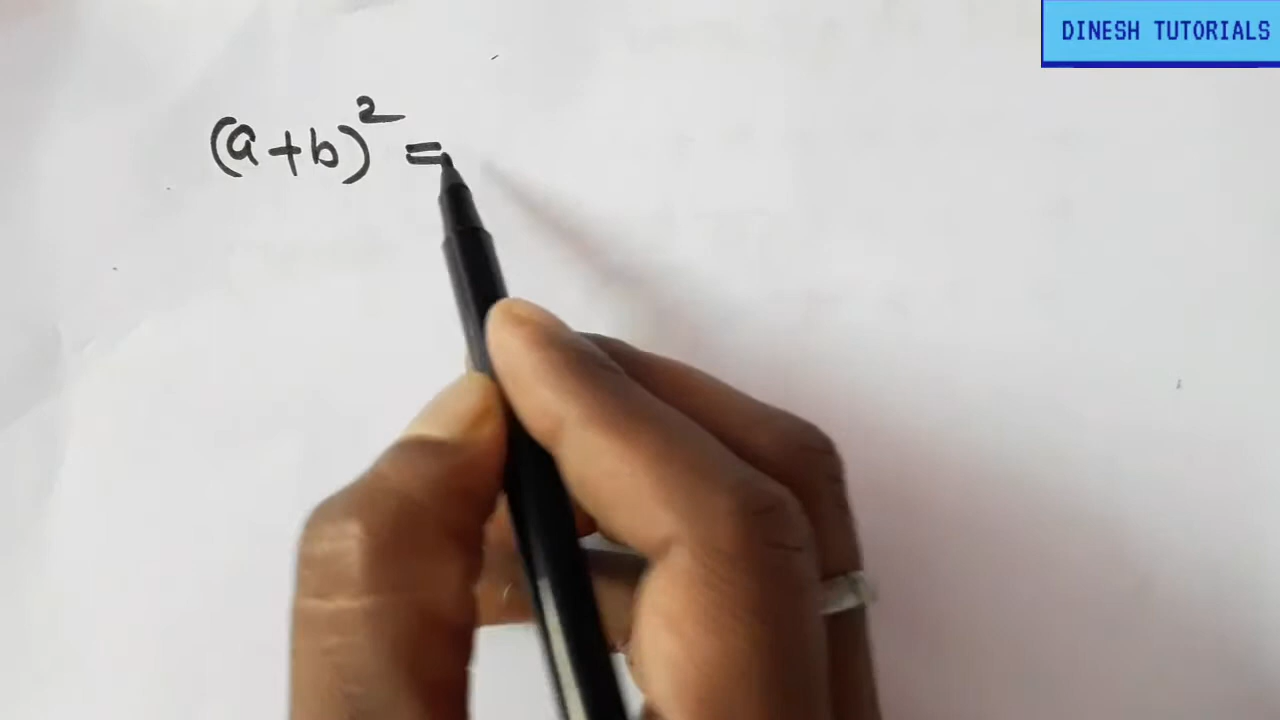 DINESH TUTORIALS
(a+b)² =